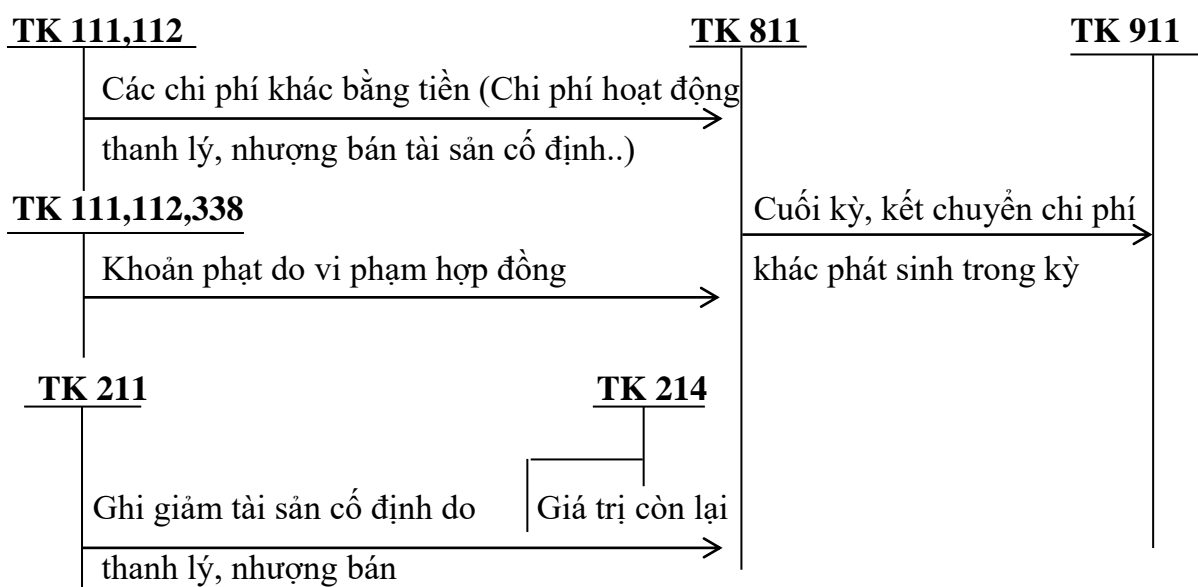 TK 111,112 TK 811 TK 911
Các chi phí khác bằng tiền (Chi phí hoạt động
thanh lý, nhượng bán tài sản cố định..)
TK 111,112,338
Cuối kỳ, kết chuyển chi phí
khác phát sinh trong kỳ
Khoản phạt do vi phạm hợp đồng
TK 211 TK 214
Ghi giảm tài sản cố định do
thanh lý, nhượng bán
Giá trị còn lại